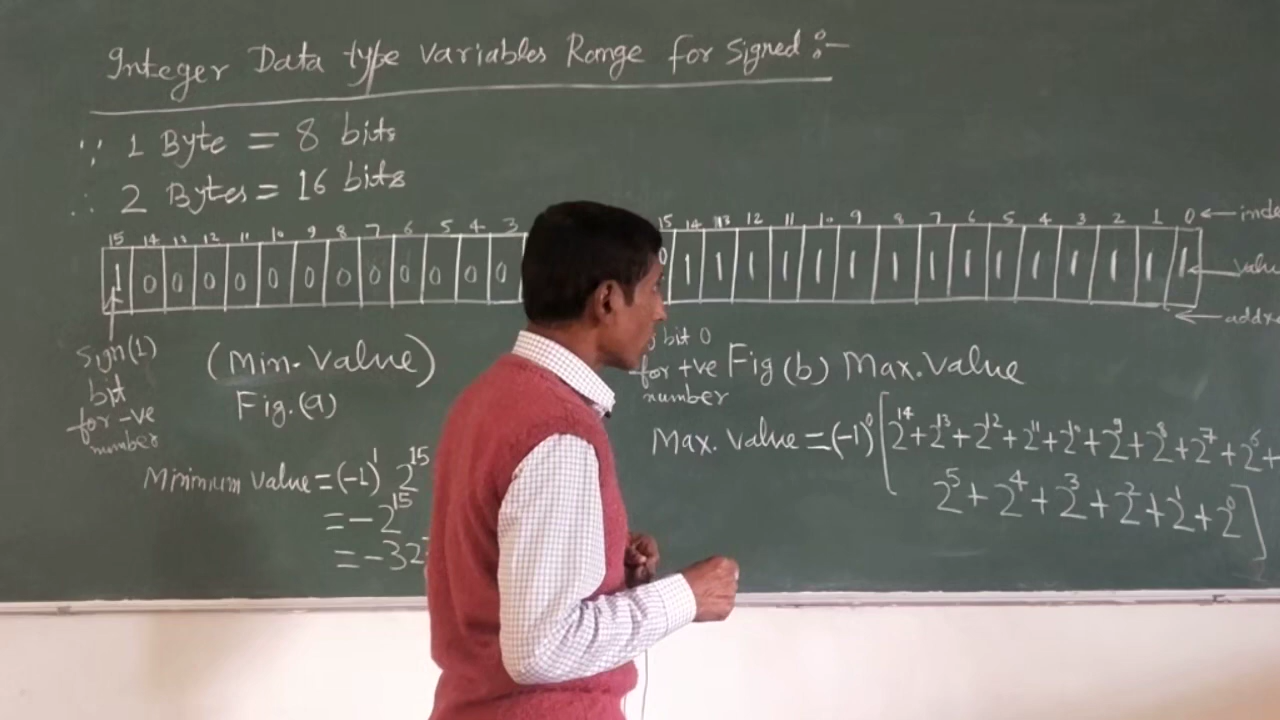 Integer Data type Variables Range for Signed :-
∵ 1 Byte = 8 bits
∴ 2 Bytes = 16 bits
15 14 13 12 11 10 9 8 7 6 5 4 3
1 0 0 0 0 0 0 0 0 0 0 0 0
Sign(1)
bit
for -ve
number
(Min. Value)
Fig.(a)
Minimum Value = (-1)¹ 2¹⁵
= - 2¹⁵
= - 32
15 14 13 12 11 10 9 8 7 6 5 4 3 2 1 0 ←
0 1 1 1 1 1 1 1 1 1 1 1 1 1 1 1 ←
bit 0
for +ve
number
Fig (b) Max. Value
Max. Value = (-1)⁰ [2¹⁴ + 2¹³ + 2¹² + 2¹¹ + 2¹⁰ + 2⁹ + 2⁸ + 2⁷ + 2⁶ +
2⁵ + 2⁴ + 2³ + 2² + 2¹ + 2⁰]